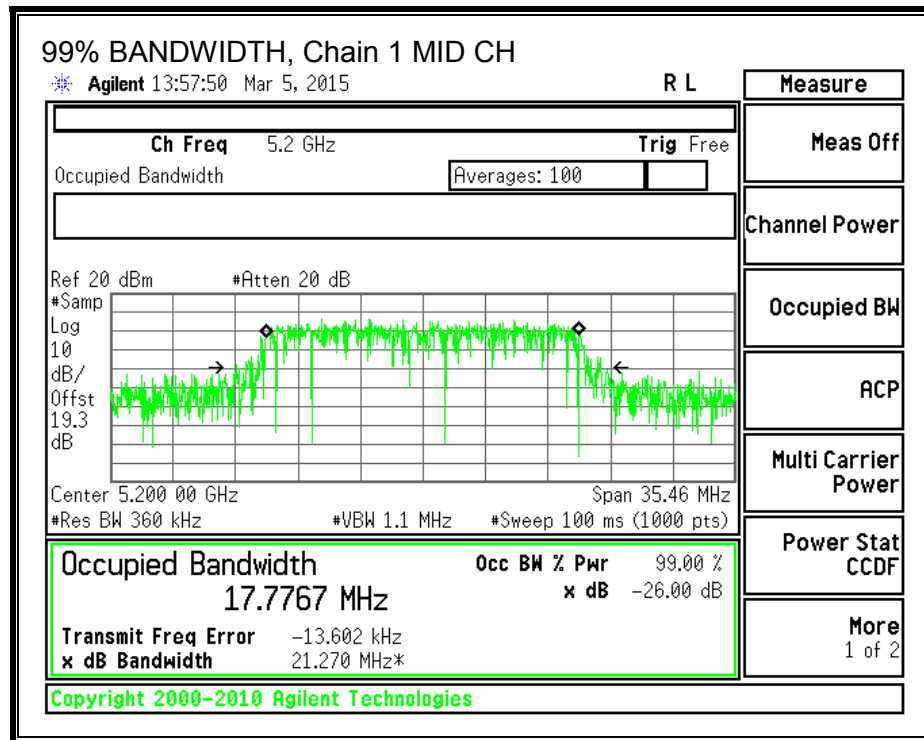 99% BANDWIDTH, Chain 1 MID CH
Agilent 13:57:50 Mar 5, 2015 R L
Ch Freq 5.2 GHz Trig Free
Occupied Bandwidth Averages: 100
Ref 20 dBm #Atten 20 dB
#Samp
Log
10
dB/
Offst
19.3
dB
Center 5.200 00 GHz Span 35.46 MHz
#Res BW 360 kHz #VBW 1.1 MHz #Sweep 100 ms (1000 pts)
Occupied Bandwidth Occ BW % Pwr 99.00 %
17.7767 MHz x dB -26.00 dB
Transmit Freq Error -13.602 kHz
x dB Bandwidth 21.270 MHz*
Copyright 2000-2010 Agilent Technologies
Measure
Meas Off
Channel Power
Occupied BW
ACP
Multi Carrier
Power
Power Stat
CCDF
More
1 of 2